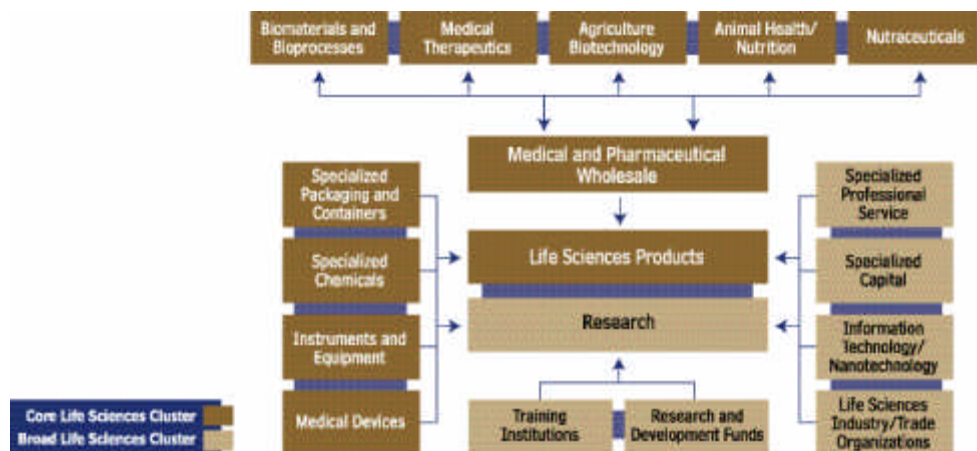 Biomaterials and
Bioprocesses
Medical
Therapeutics
Agriculture
Biotechnology
Animal Health/
Nutrition
Nutraceuticals
Medical and Pharmaceutical
Wholesale
Specialized
Packaging and
Containers
Specialized
Professional
Service
Life Sciences Products
Specialized
Chemicals
Specialized
Capital
Research
Instruments and
Equipment
Information
Technology/
Nanotechnology
Medical Devices
Training
Institutions
Research and
Development Funds
Life Sciences
Industry/Trade
Organizations
Core Life Sciences Cluster
Broad Life Sciences Cluster